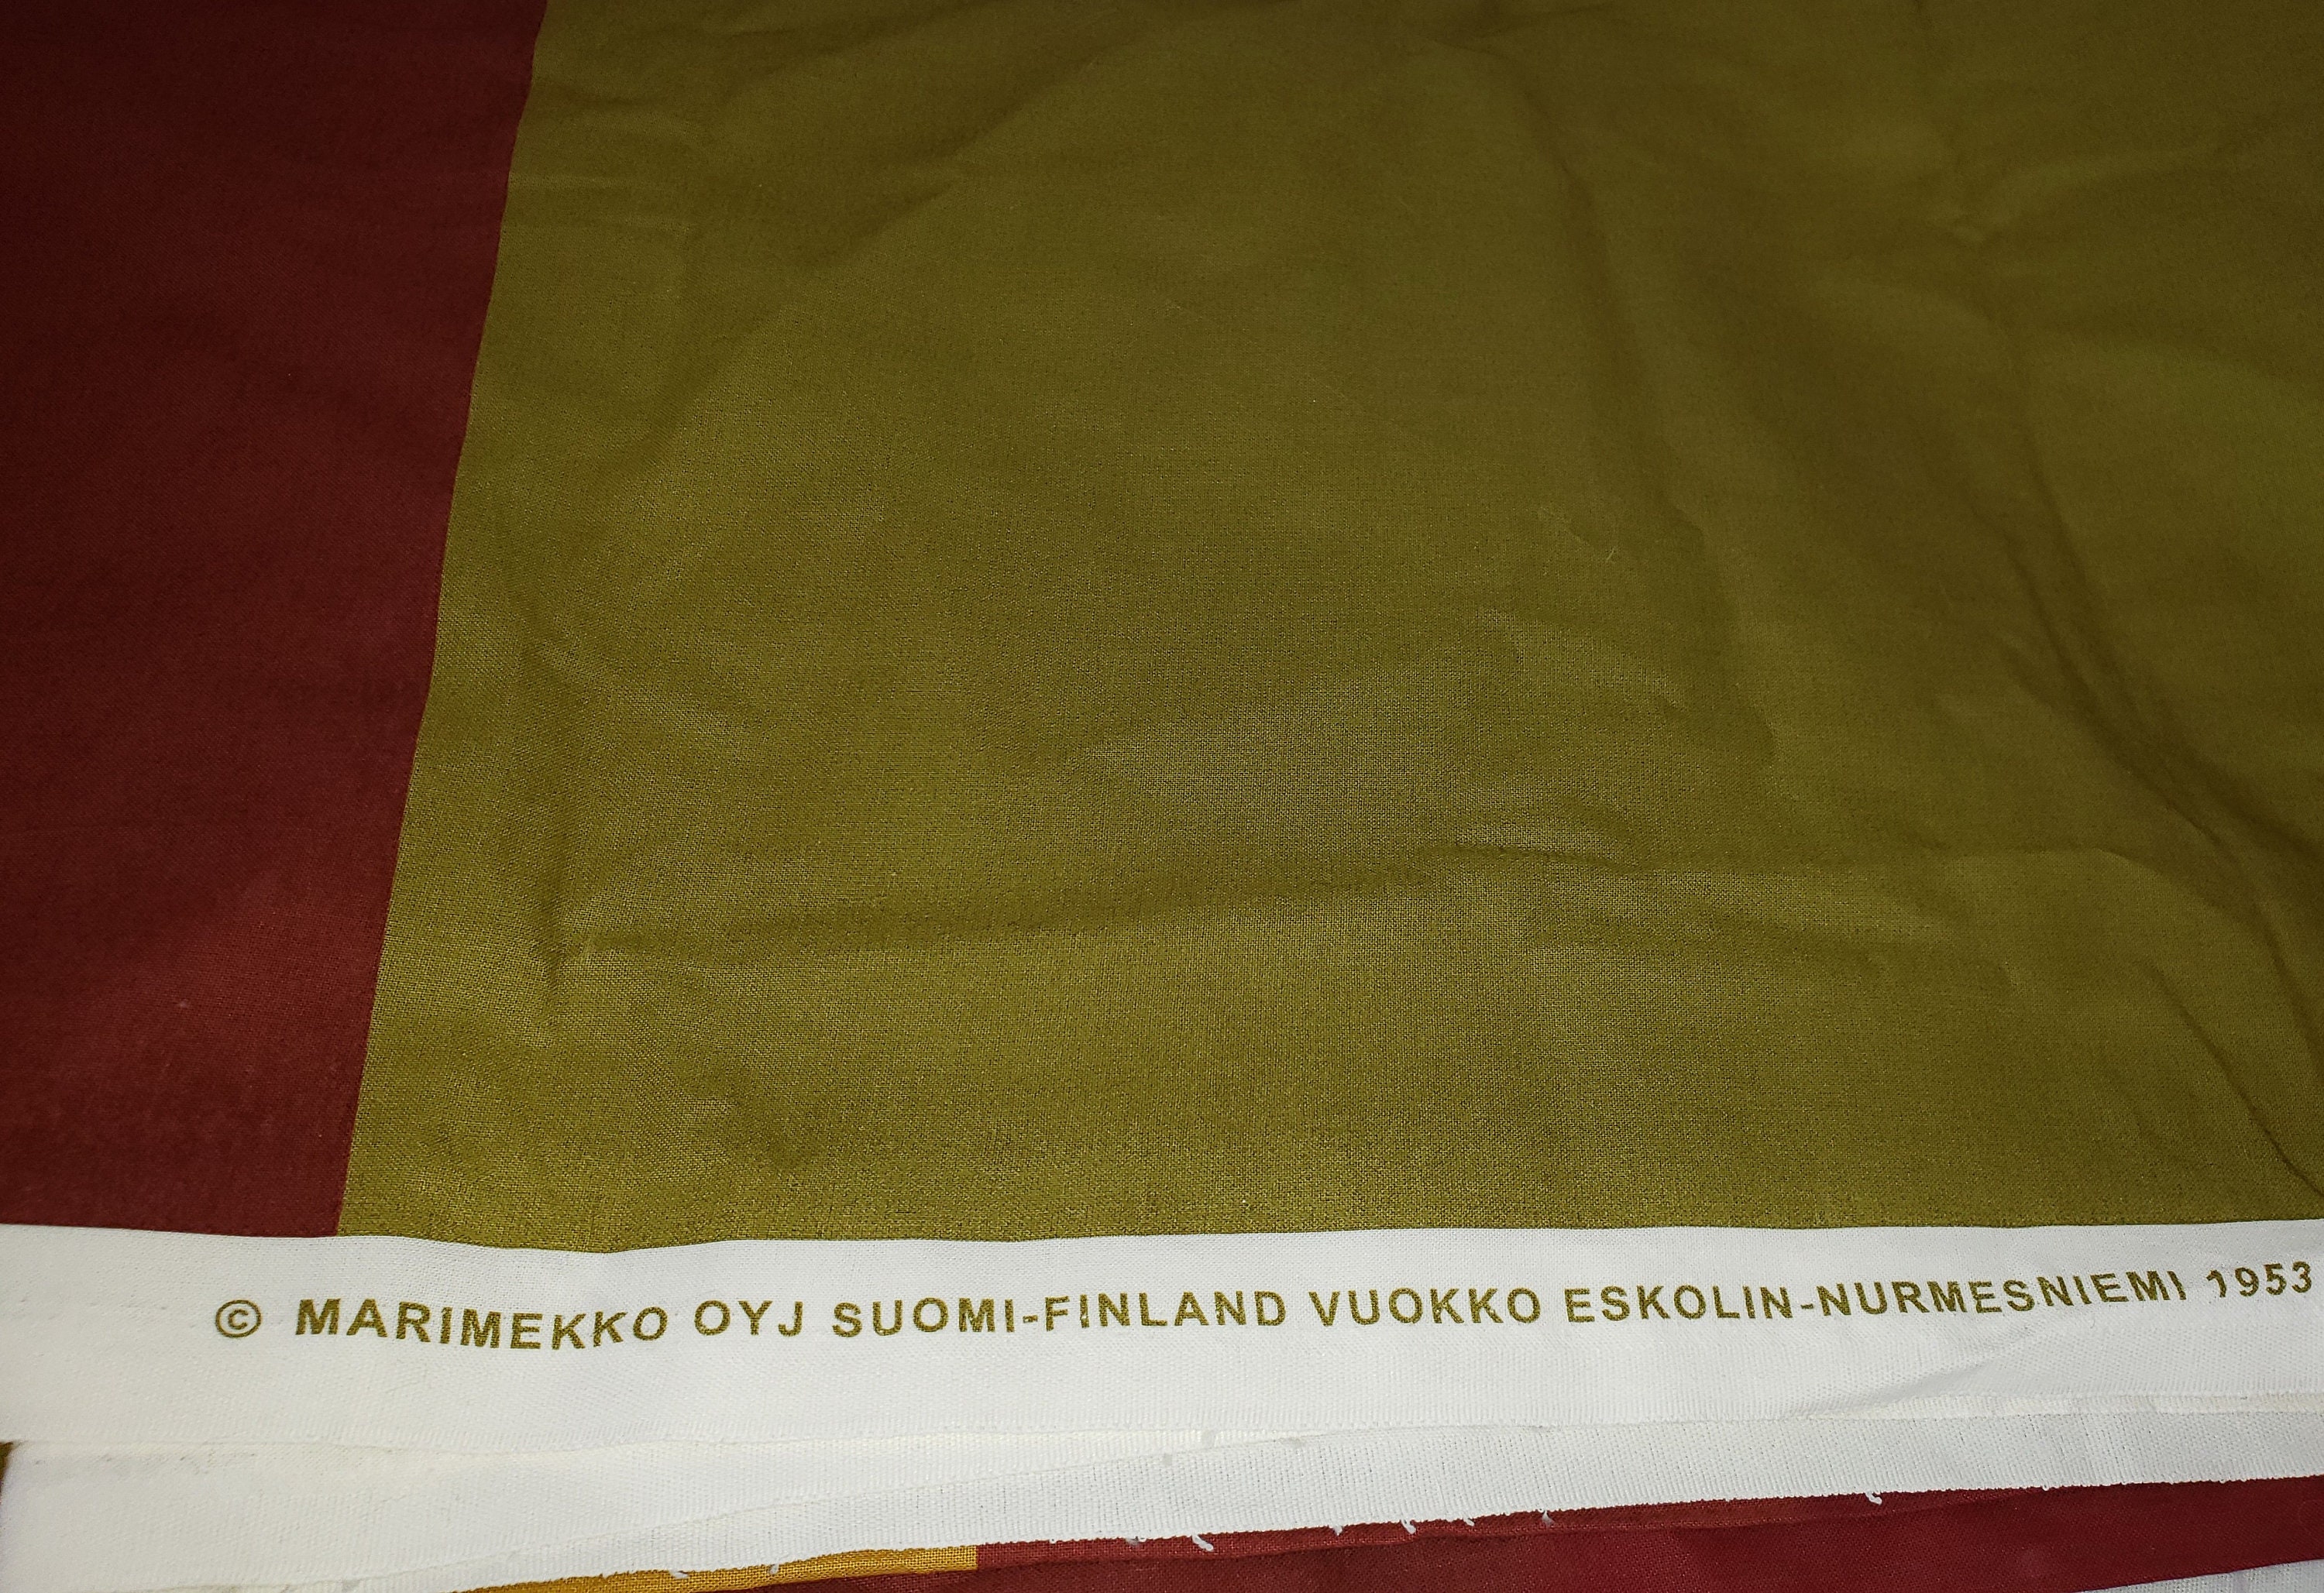 © MARIMEKKO OYJ SUOMI-FINLAND VUOKKO ESKOLIN-NURMESNIEMI 1953